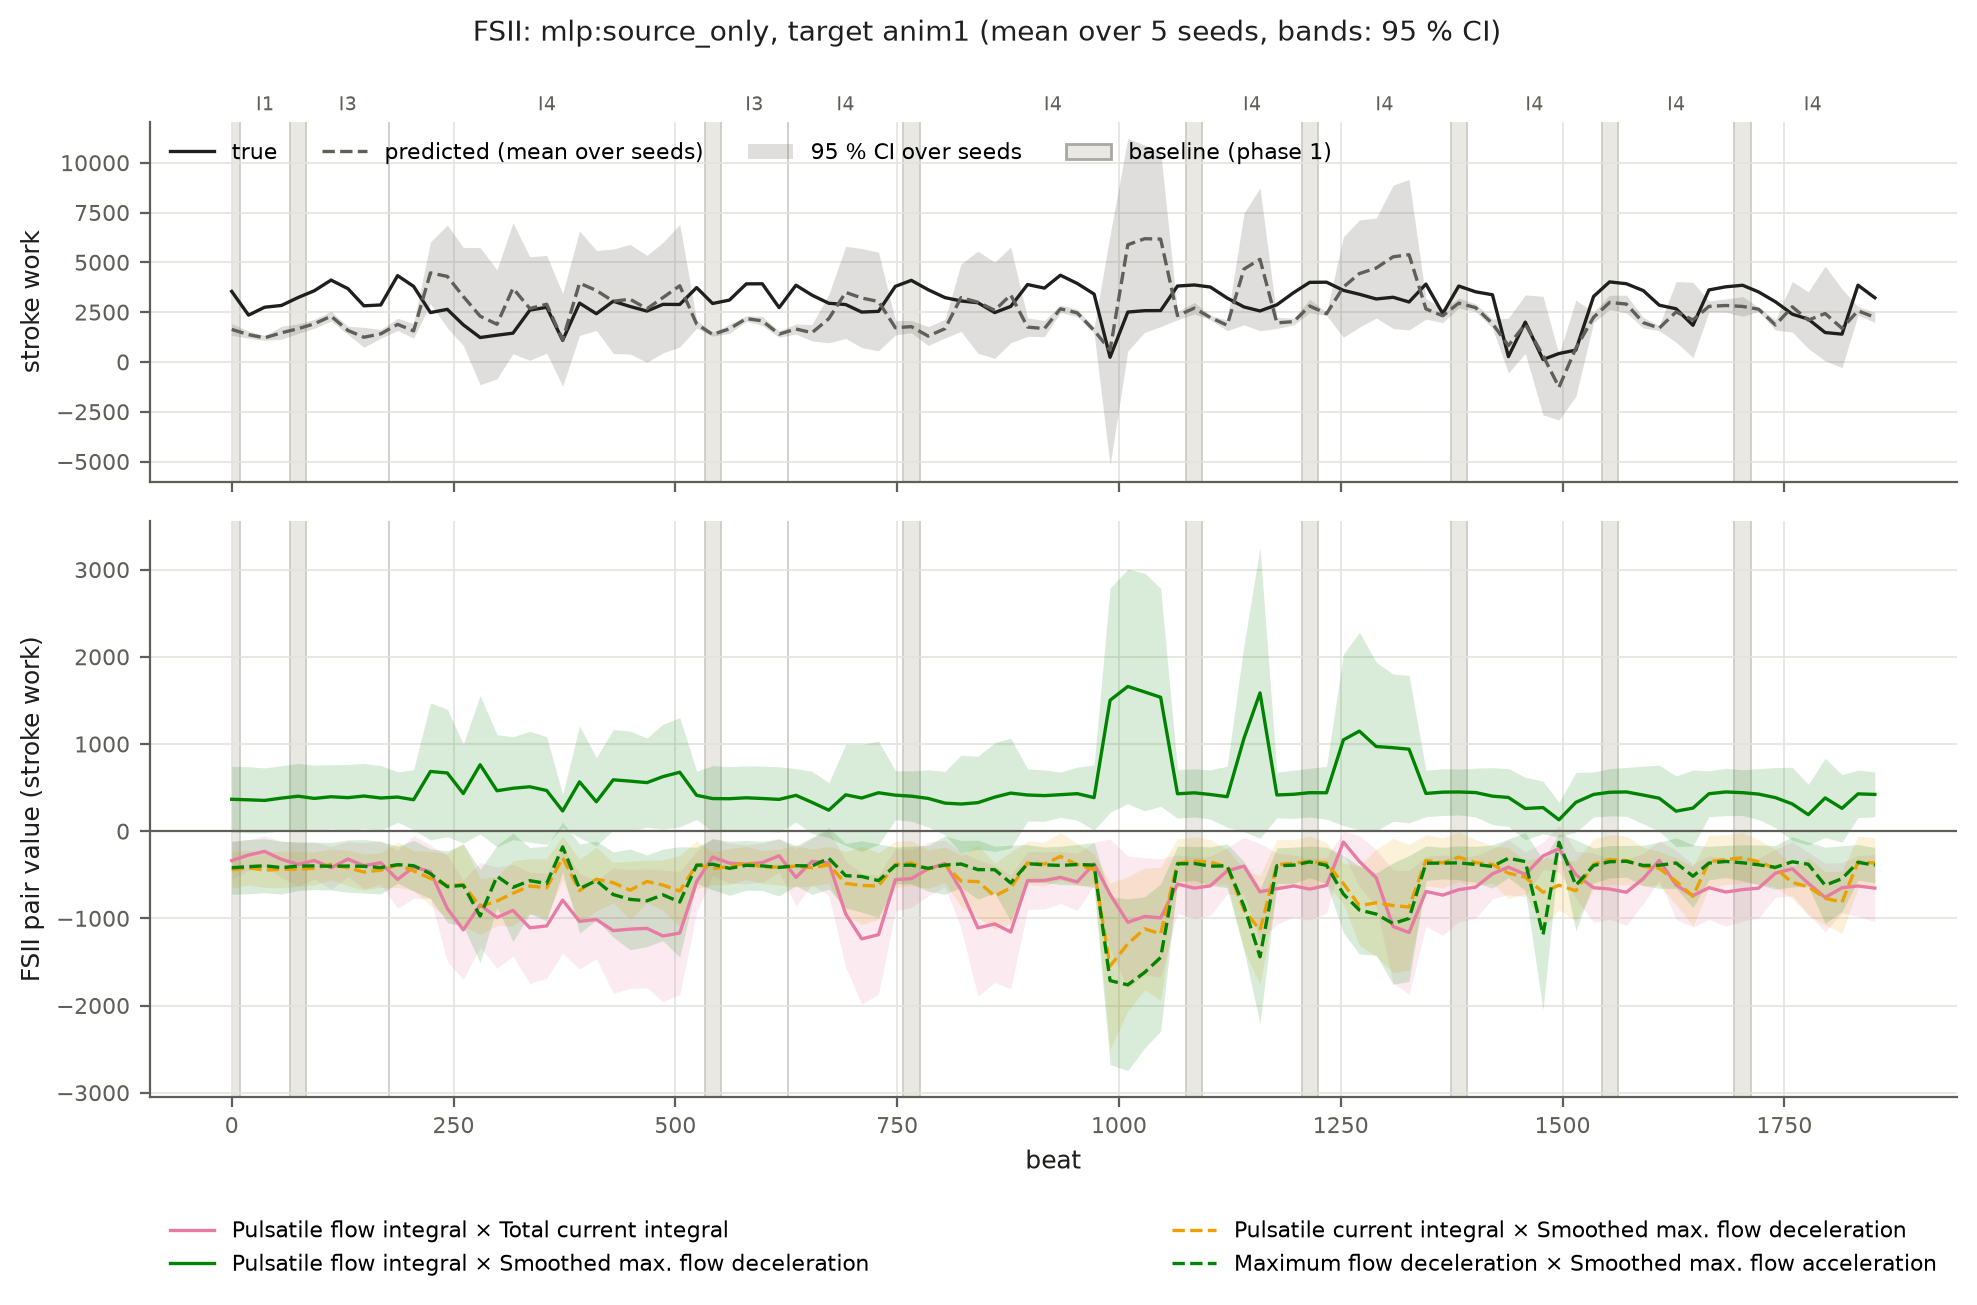 FSII: mlp:source_only, target anim1 (mean over 5 seeds, bands: 95 % CI)
I1 I3 I4 I3 I4 I4 I4 I4 I4 I4 I4
true predicted (mean over seeds) 95 % CI over seeds baseline (phase 1)
stroke work
10000
7500
5000
2500
0
−2500
−5000
FSII pair value (stroke work)
3000
2000
1000
0
−1000
−2000
−3000
0 250 500 750 1000 1250 1500 1750
beat
Pulsatile flow integral × Total current integral
Pulsatile flow integral × Smoothed max. flow deceleration
Pulsatile current integral × Smoothed max. flow deceleration
Maximum flow deceleration × Smoothed max. flow acceleration